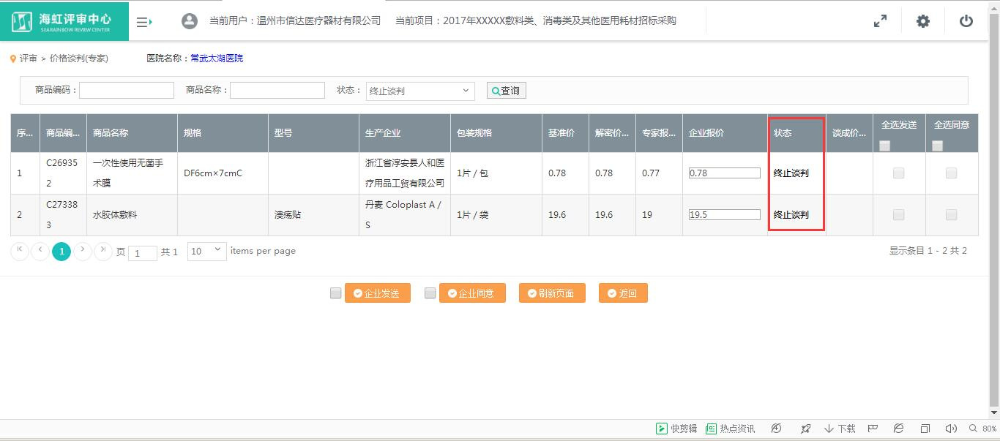 海虹评审中心
SEARAINBOW REVIEW CENTER
当前用户：温州市信达医疗器材有限公司 当前项目：2017年XXXXX敷料类、消毒类及其他医用耗材招标采购
评审 > 价格谈判(专家) 医院名称：常武太湖医院
商品编码： 商品名称： 状态： 终止谈判 查询
序... 商品编... 商品名称 规格 型号 生产企业 包装规格 基准价 解密价... 专家报... 企业报价 状态 谈成价... 全选发送 全选同意
1 C269352 一次性使用无菌手术膜 DF6cm×7cmC 浙江省淳安县人和医疗用品工贸有限公司 1片 / 包 0.78 0.78 0.77 0.78 终止谈判
2 C273383 水胶体敷料 溃疡贴 丹麦 Coloplast A / S 1片 / 袋 19.6 19.6 19 19.5 终止谈判
1 页 1 共 1 10 items per page 显示条目 1 - 2 共 2
企业发送 企业同意 刷新页面 返回
快剪辑 热点资讯 下载 80%